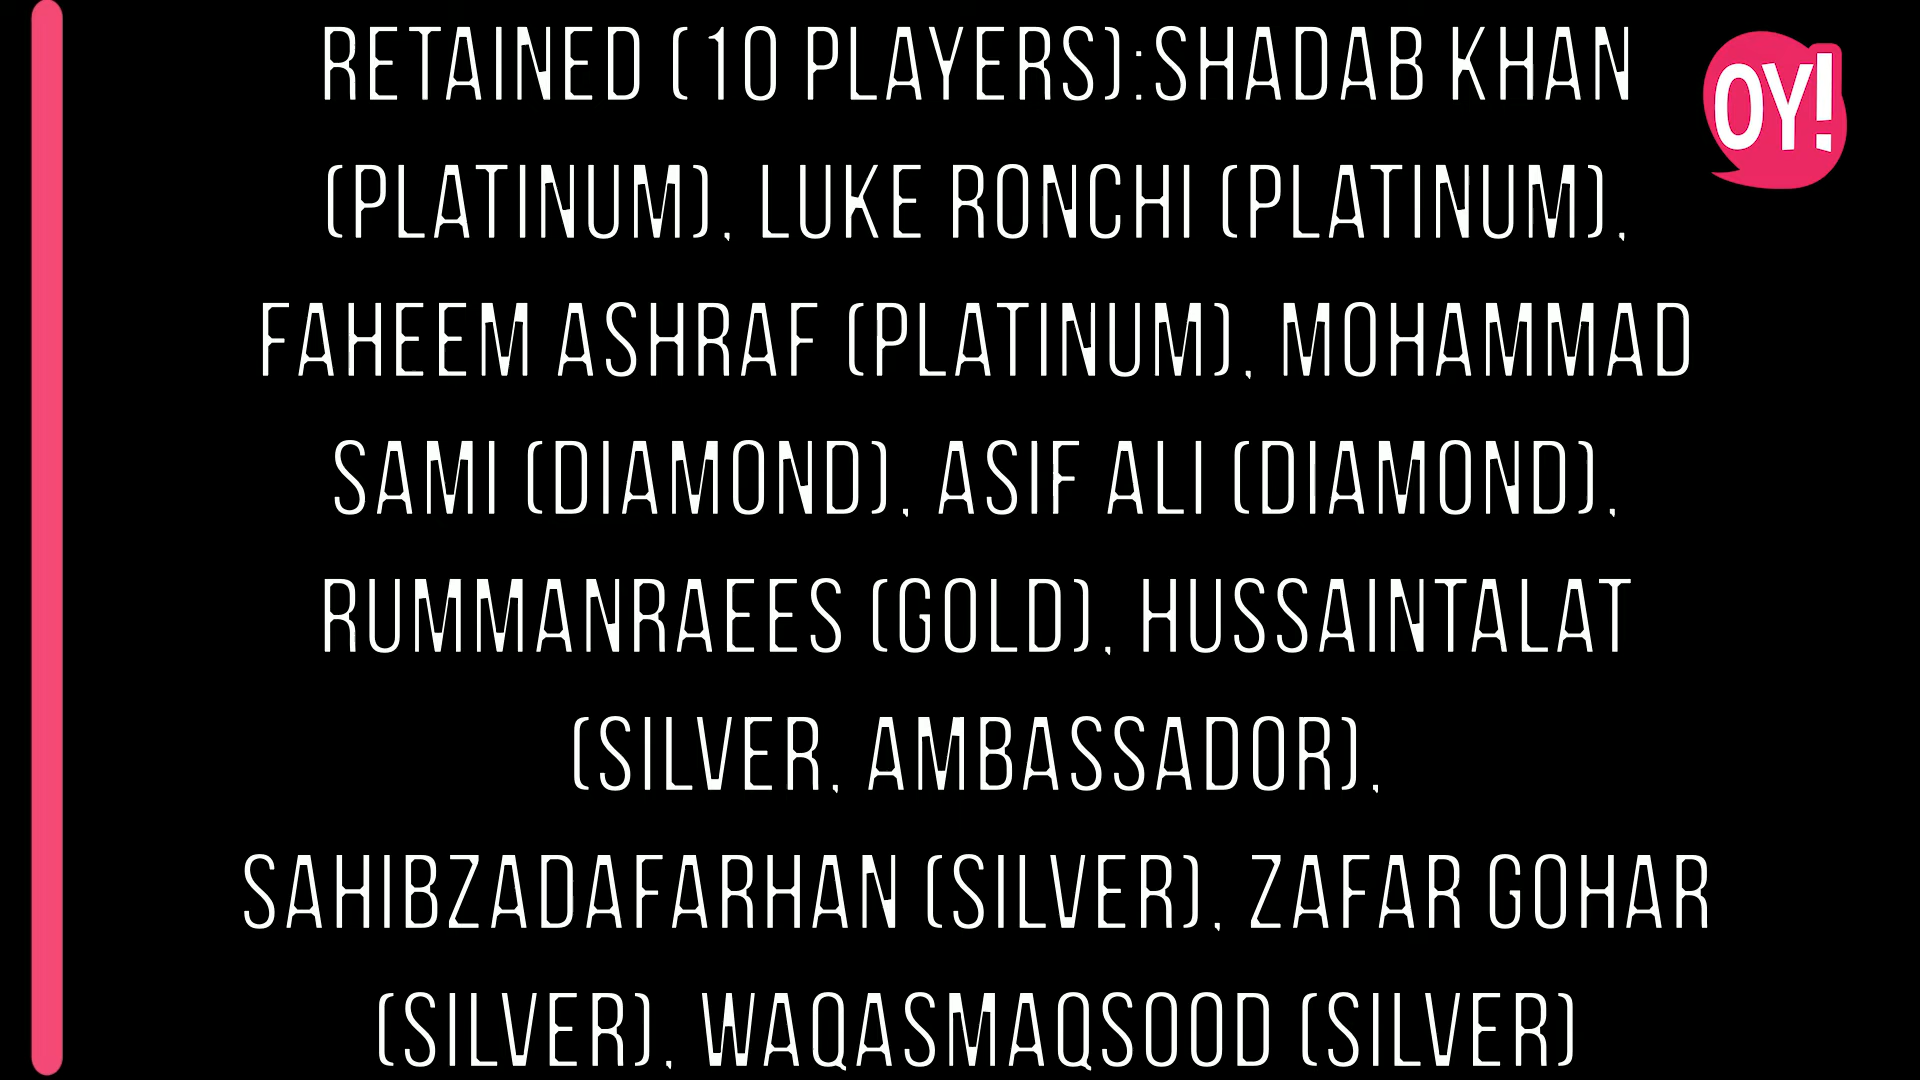 RETAINED (10 PLAYERS):SHADAB KHAN
(PLATINUM), LUKE RONCHI (PLATINUM),
FAHEEM ASHRAF (PLATINUM), MOHAMMAD
SAMI (DIAMOND), ASIF ALI (DIAMOND),
RUMMANRAEES (GOLD), HUSSAINTALAT
(SILVER, AMBASSADOR),
SAHIBZADAFARHAN (SILVER), ZAFAR GOHAR
(SILVER), WAQASMAQSOOD (SILVER)
OY!